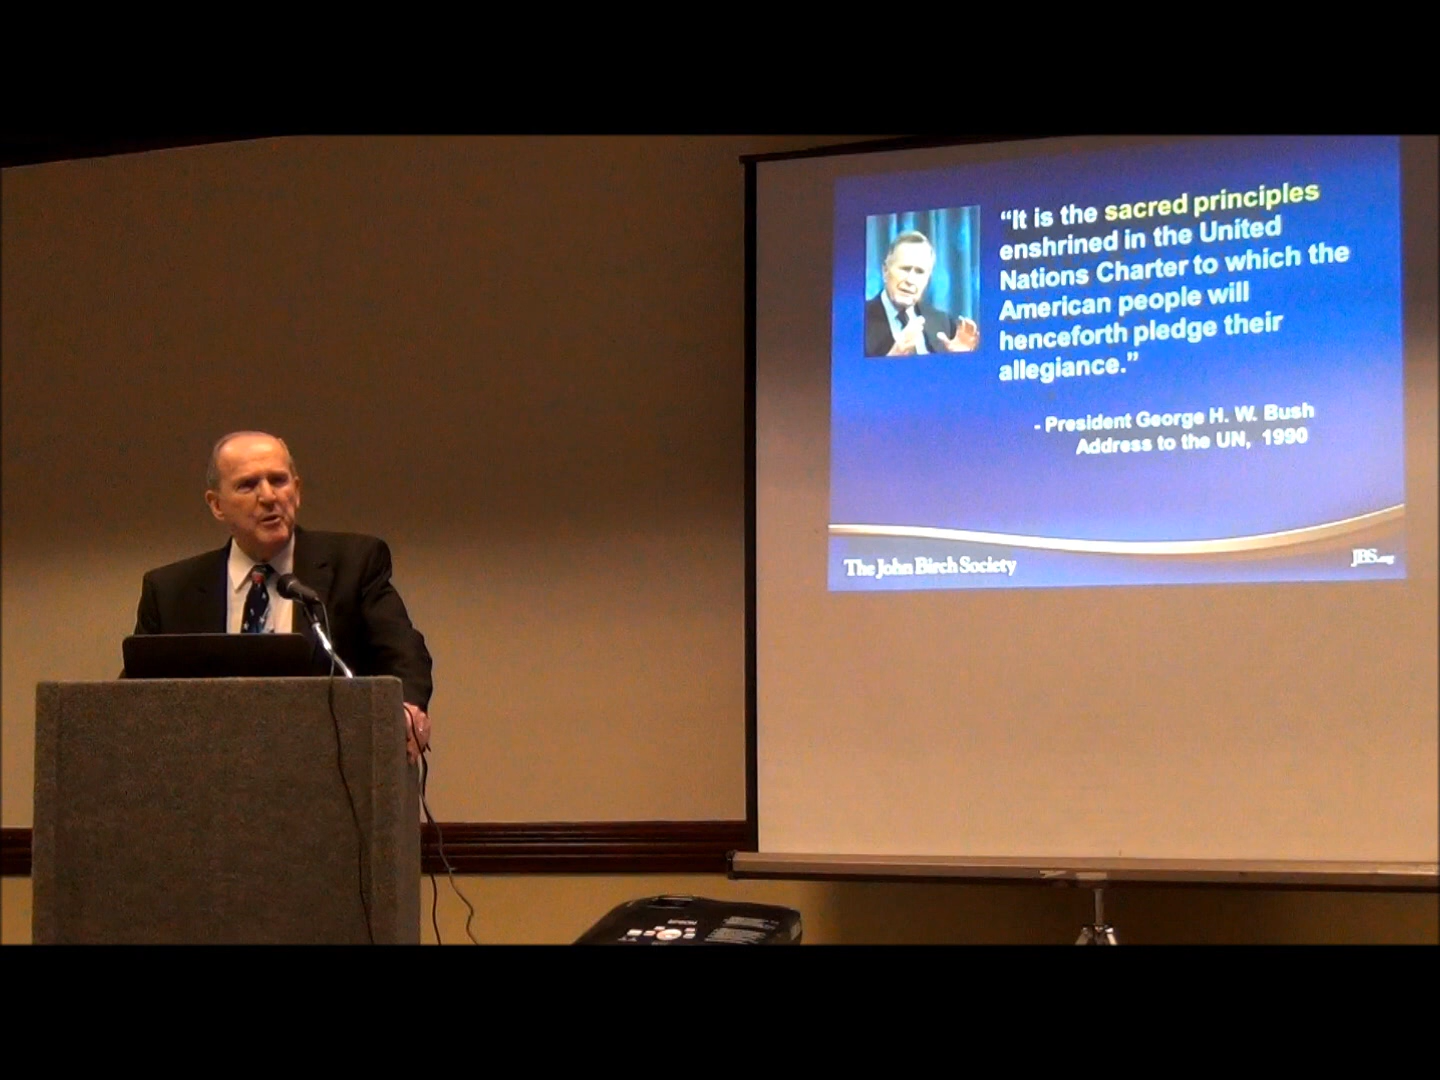 “It is the sacred principles
enshrined in the United
Nations Charter to which the
American people will
henceforth pledge their
allegiance.”
- President George H. W. Bush
Address to the UN, 1990
The John Birch Society
JBS.org